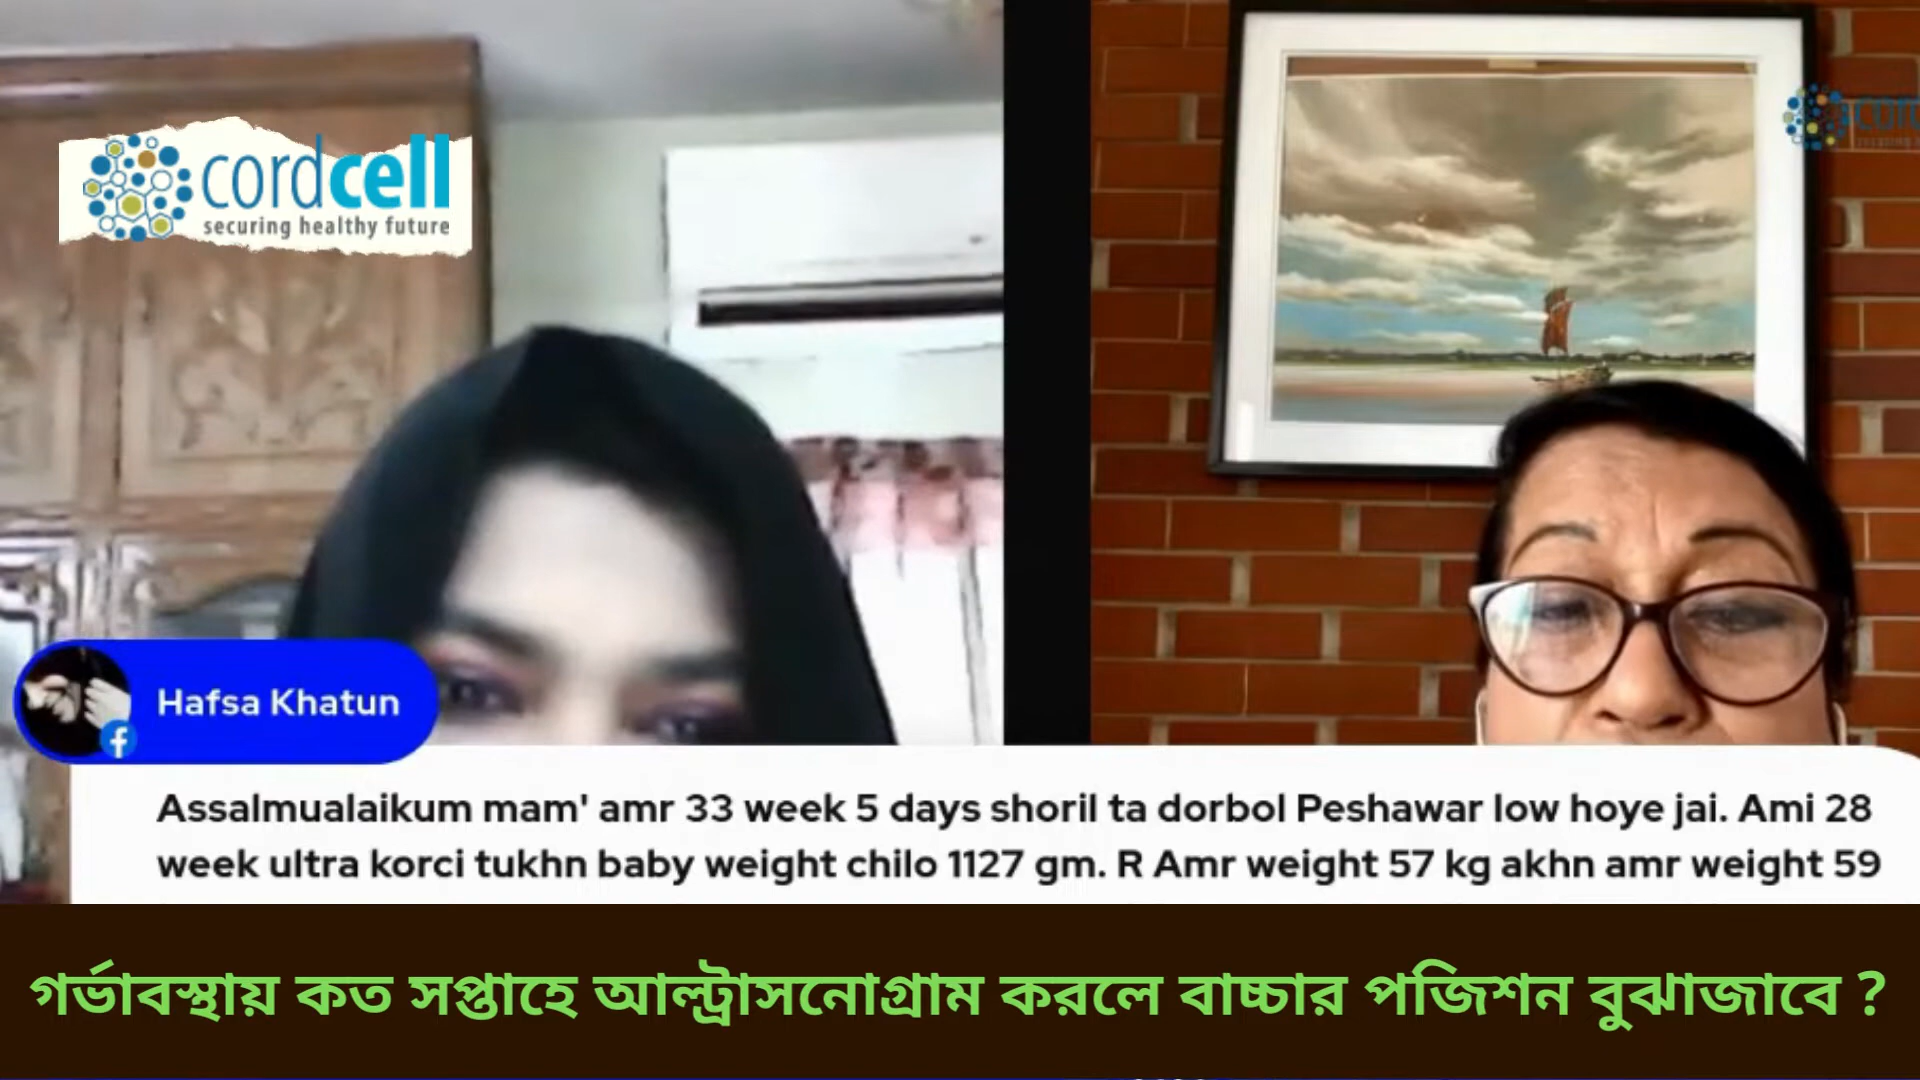 cordcell
securing healthy future
Hafsa Khatun
Assalmualaikum mam' amr 33 week 5 days shoril ta dorbol Peshawar low hoye jai. Ami 28
week ultra korci tukhn baby weight chilo 1127 gm. R Amr weight 57 kg akhn amr weight 59
গর্ভাবস্থায় কত সপ্তাহে আল্ট্রাসনোগ্রাম করলে বাচ্চার পজিশন বুঝাজাবে ?